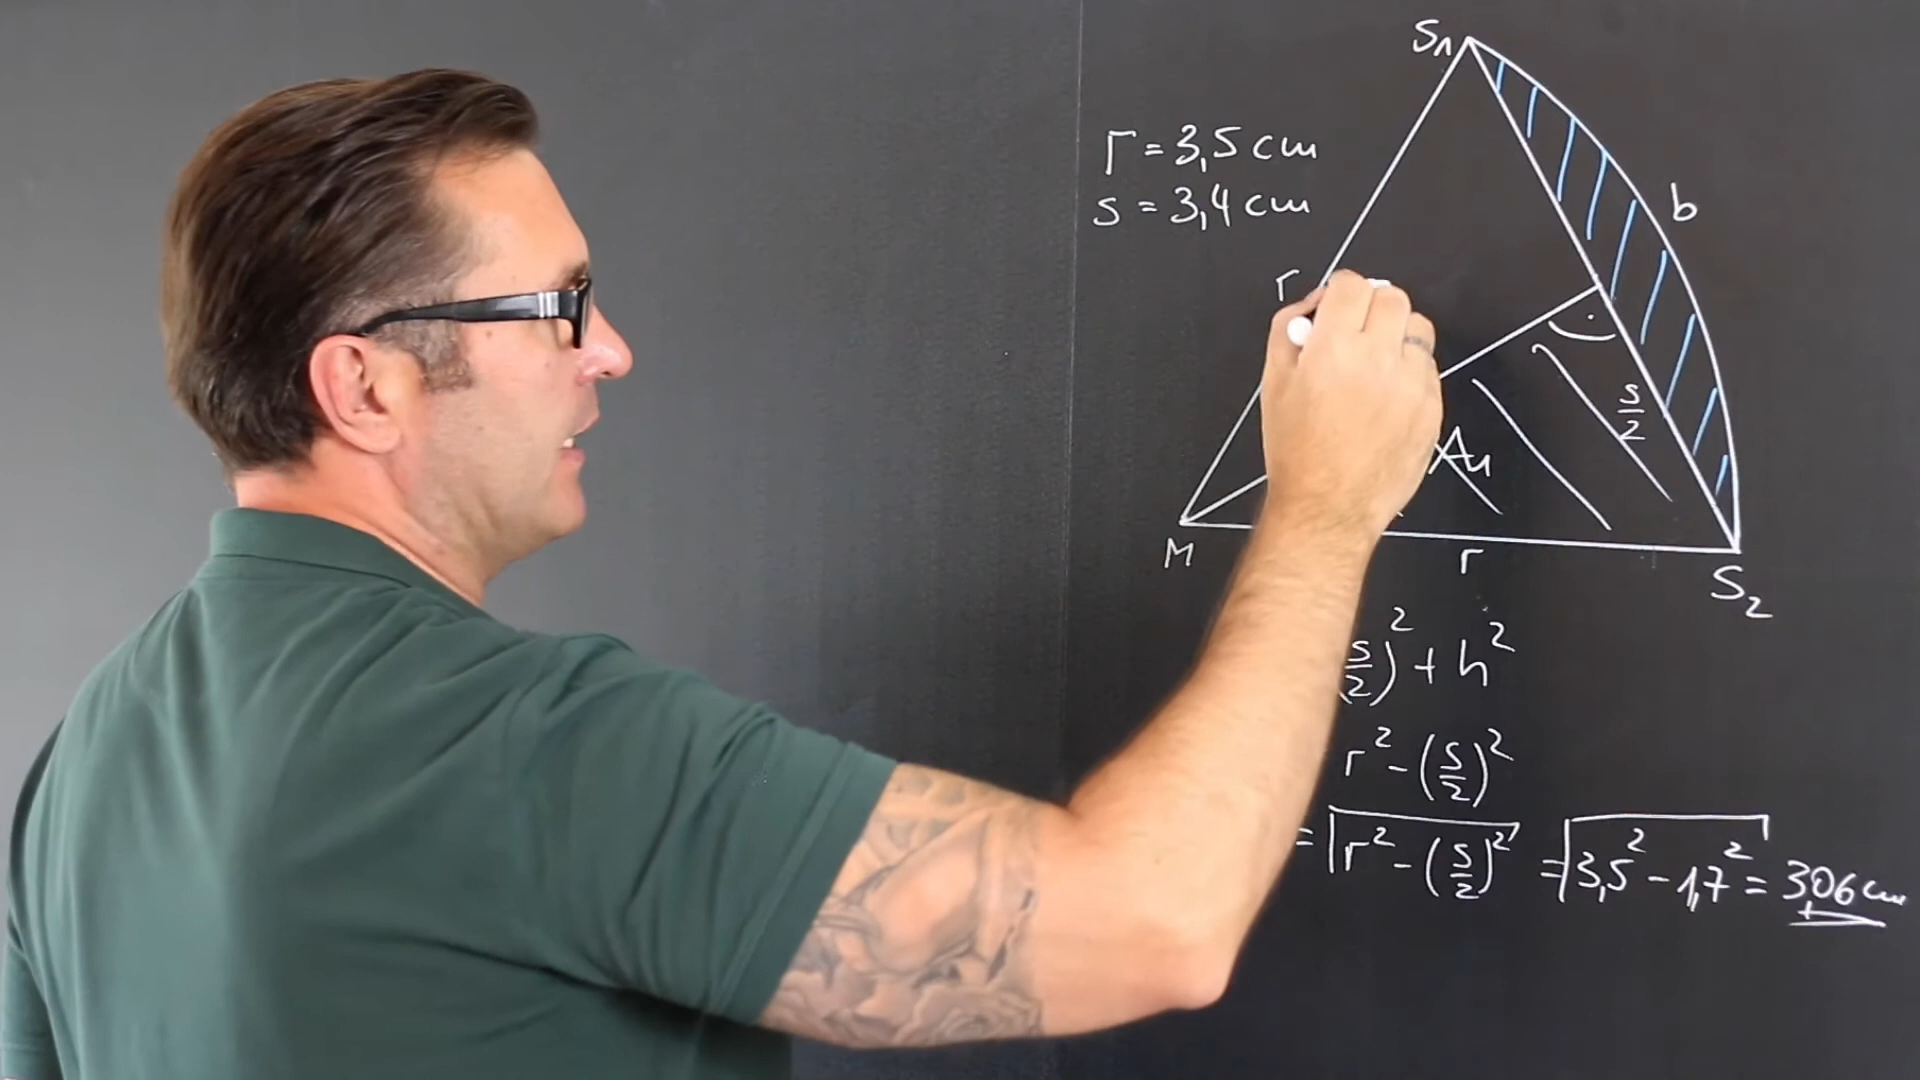 S₁
r = 3,5 cm
s = 3,4 cm
b
r
s/2
A₁
M
r
S₂
(s/2)² + h²
r² - (s/2)²
= √(r² - (s/2)²) = √(3,5² - 1,7²) = 3,06 cm